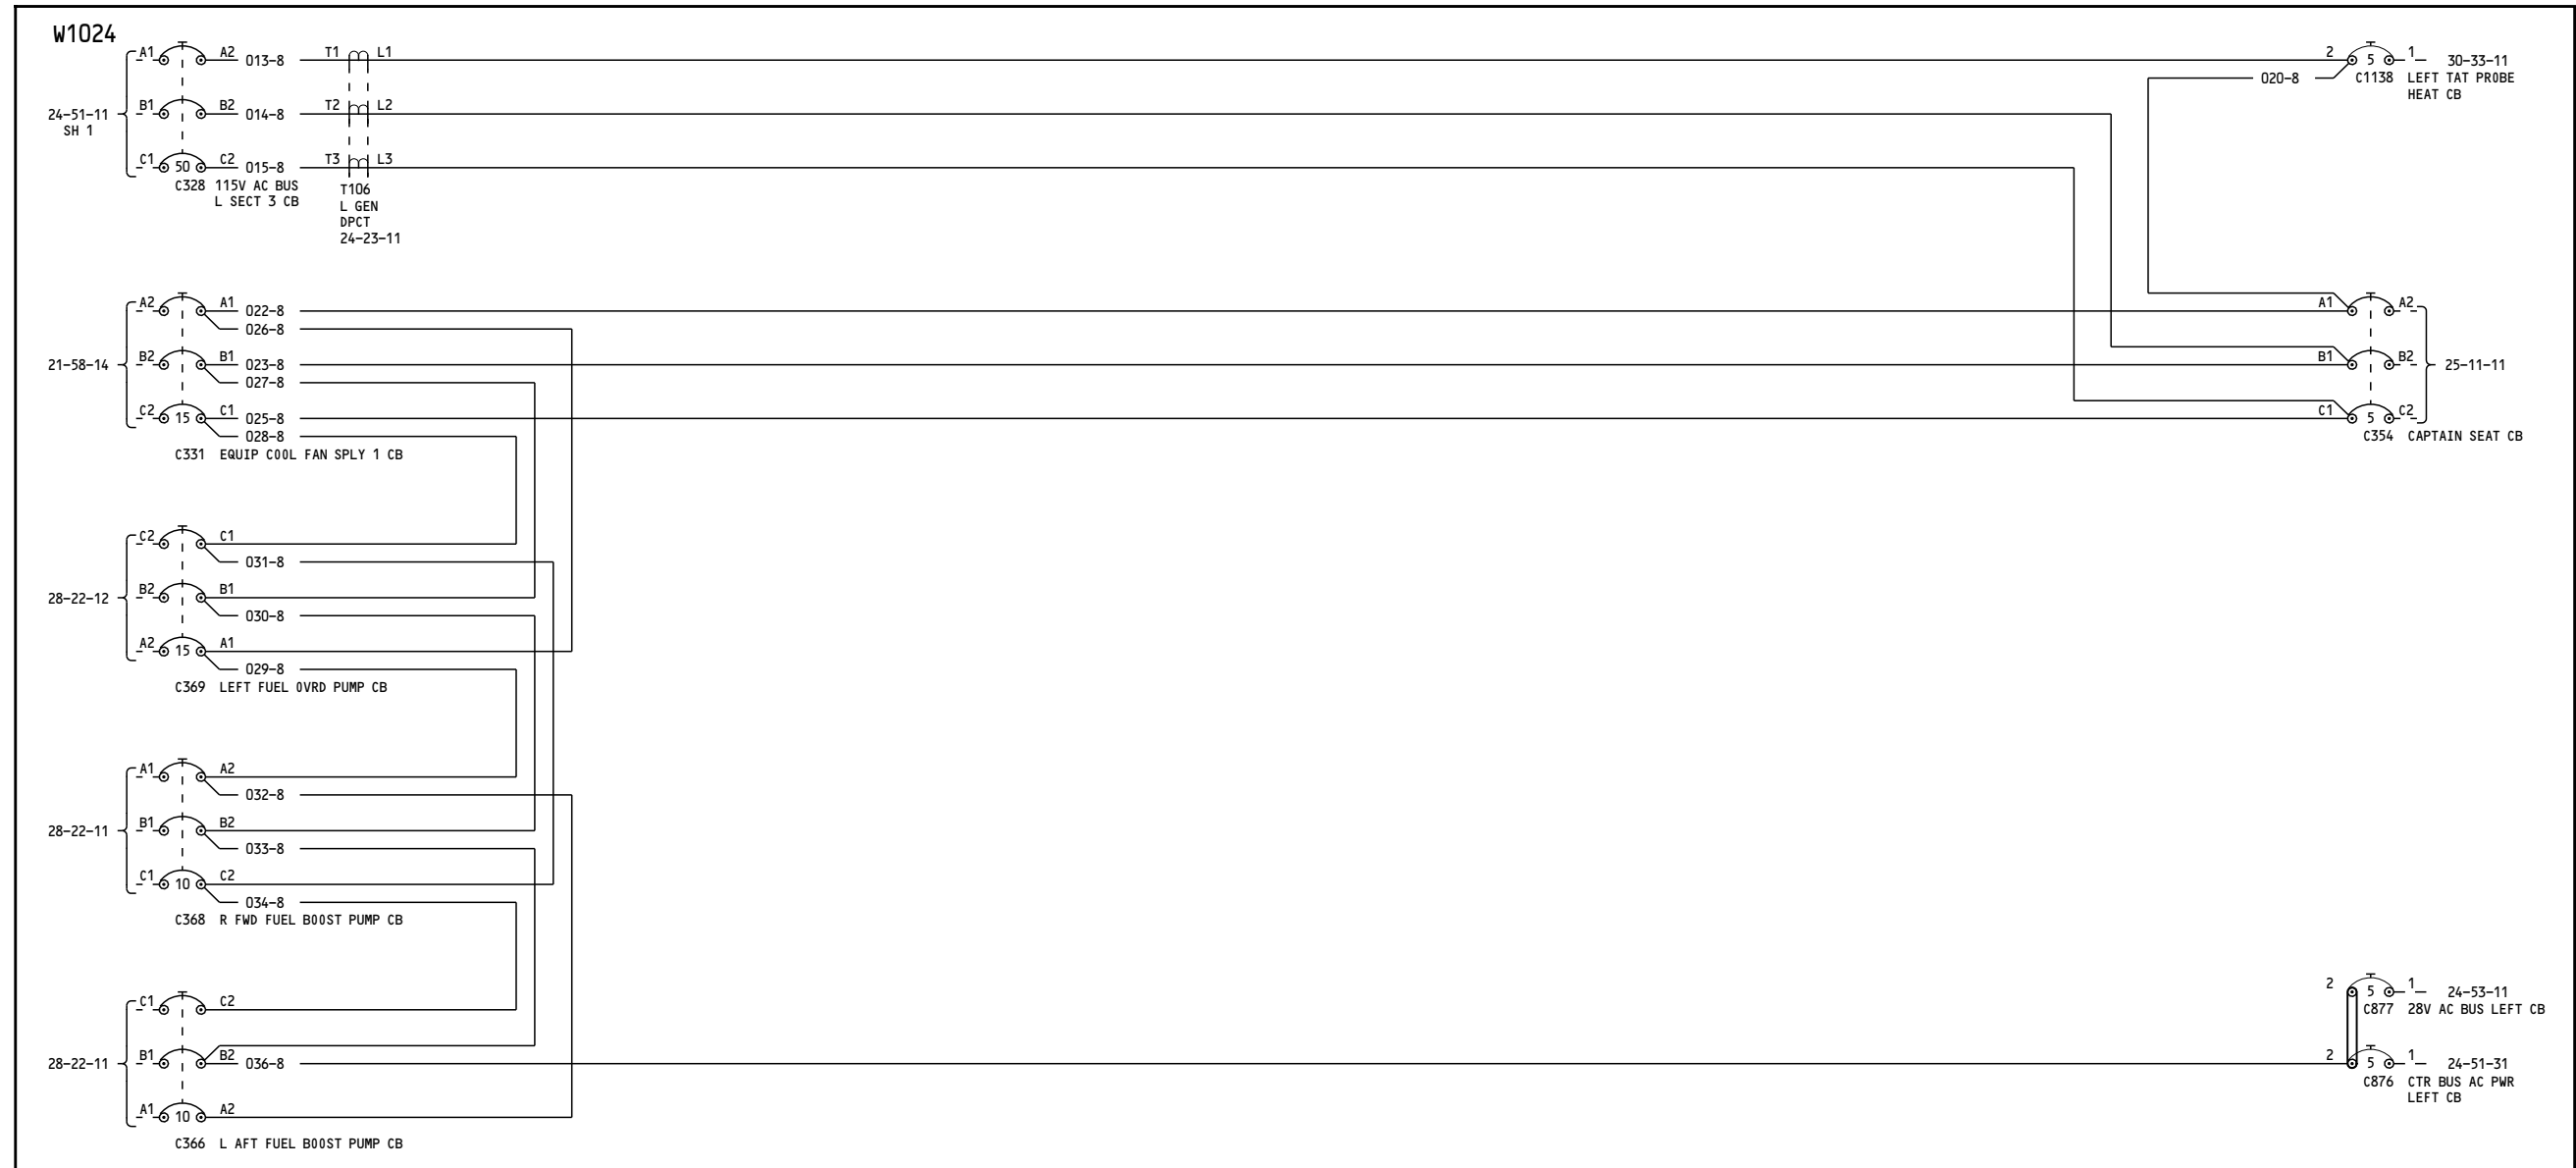 W1024
A1 A2 013-8 T1 L1 2 5 1 30-33-11
020-8 C1138 LEFT TAT PROBE
HEAT CB
24-51-11 B1 B2 014-8 T2 L2
SH 1
C1 50 C2 015-8 T3 L3
C328 115V AC BUS
L SECT 3 CB
T106
L GEN
DPCT
24-23-11
A2 A1 022-8 A1 A2
026-8
21-58-14 B2 B1 023-8 B1 B2 25-11-11
027-8
C2 15 C1 025-8 C1 5 C2
028-8 C354 CAPTAIN SEAT CB
C331 EQUIP COOL FAN SPLY 1 CB
C2 C1
031-8
28-22-12 B2 B1
030-8
A2 15 A1
029-8
C369 LEFT FUEL OVRD PUMP CB
A1 A2
032-8
28-22-11 B1 B2
033-8
C1 10 C2
034-8
C368 R FWD FUEL BOOST PUMP CB
2 5 1 24-53-11
C1 C2 C877 28V AC BUS LEFT CB
28-22-11 B1 B2 036-8 2 5 1 24-51-31
C876 CTR BUS AC PWR
LEFT CB
A1 10 A2
C366 L AFT FUEL BOOST PUMP CB